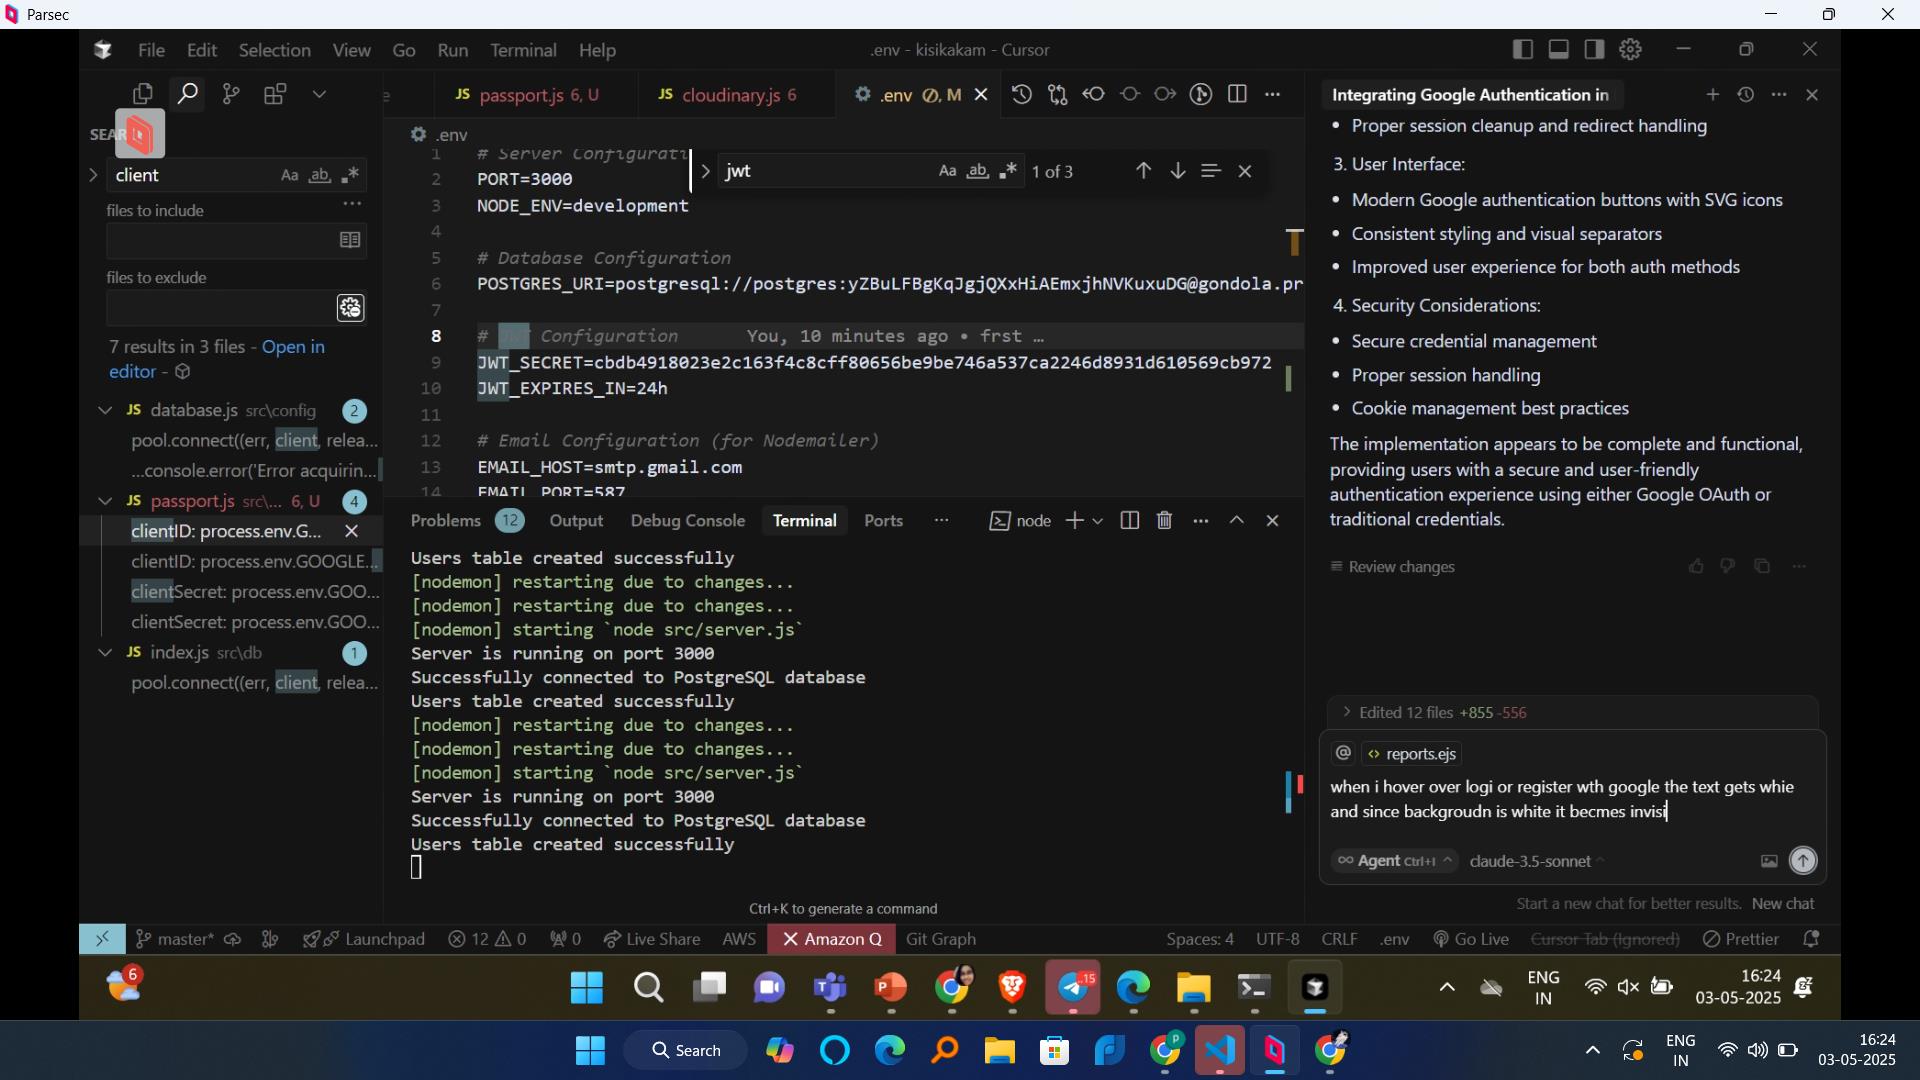 Parsec
File Edit Selection View Go Run Terminal Help
.env - kisikakam - Cursor
JS passport.js 6, U
JS cloudinary.js 6
.env M
SEAR
client
Aa ab
files to include
files to exclude
7 results in 3 files - Open in
editor -
JS database.js src\config 2
pool.connect((err, client, relea...
...console.error('Error acquirin...
JS passport.js src\... 6, U 4
clientID: process.env.G...
clientID: process.env.GOOGLE...
clientSecret: process.env.GOO...
clientSecret: process.env.GOO...
JS index.js src\db 1
pool.connect((err, client, relea...
.env
jwt Aa ab 1 of 3
1 # Server Configurati
2 PORT=3000
3 NODE_ENV=development
4
5 # Database Configuration
6 POSTGRES_URI=postgresql://postgres:yZBuLFBgKqJgjQXxHiAEmxjhNVKuxuDG@gondola.pr
7
8 # JWT Configuration You, 10 minutes ago • frst …
9 JWT_SECRET=cbdb4918023e2c163f4c8cff80656be9be746a537ca2246d8931d610569cb972
10 JWT_EXPIRES_IN=24h
11
12 # Email Configuration (for Nodemailer)
13 EMAIL_HOST=smtp.gmail.com
14 EMAIL_PORT=587
Problems 12 Output Debug Console Terminal Ports ... node
Users table created successfully
[nodemon] restarting due to changes...
[nodemon] restarting due to changes...
[nodemon] starting `node src/server.js`
Server is running on port 3000
Successfully connected to PostgreSQL database
Users table created successfully
[nodemon] restarting due to changes...
[nodemon] restarting due to changes...
[nodemon] starting `node src/server.js`
Server is running on port 3000
Successfully connected to PostgreSQL database
Users table created successfully
Ctrl+K to generate a command
Integrating Google Authentication in
• Proper session cleanup and redirect handling
3. User Interface:
• Modern Google authentication buttons with SVG icons
• Consistent styling and visual separators
• Improved user experience for both auth methods
4. Security Considerations:
• Secure credential management
• Proper session handling
• Cookie management best practices
The implementation appears to be complete and functional,
providing users with a secure and user-friendly
authentication experience using either Google OAuth or
traditional credentials.
Review changes
Edited 12 files +855 -556
@ <> reports.ejs
when i hover over logi or register wth google the text gets whie
and since backgroudn is white it becmes invisi
Agent Ctrl+I claude-3.5-sonnet
Start a new chat for better results. New chat
master* Launchpad 12 0 0 Live Share AWS Amazon Q Git Graph Spaces: 4 UTF-8 CRLF .env Go Live Cursor Tab (Ignored) Prettier
6
15
ENG
IN
16:24
03-05-2025
Search
P
ENG
IN
16:24
03-05-2025